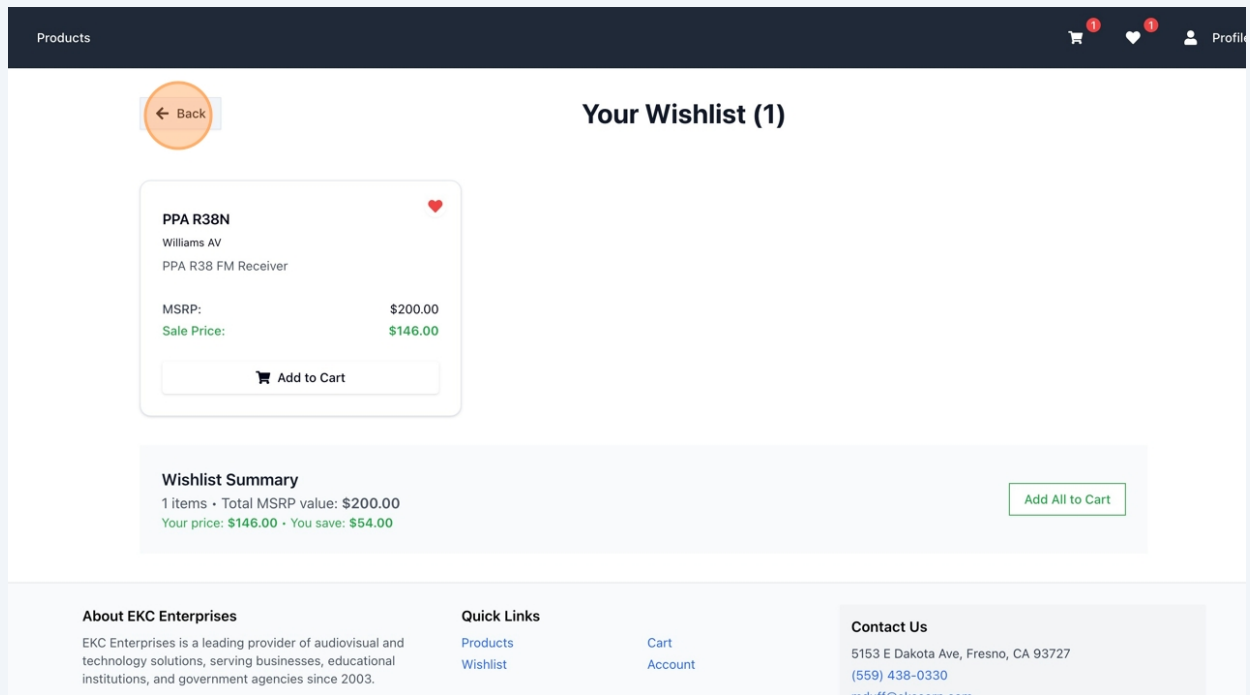 Products
1
1
Profile
Back
Your Wishlist (1)
PPA R38N
Williams AV
PPA R38 FM Receiver
MSRP: $200.00
Sale Price: $146.00
Add to Cart
Wishlist Summary
1 items • Total MSRP value: $200.00
Your price: $146.00 • You save: $54.00
Add All to Cart
About EKC Enterprises
EKC Enterprises is a leading provider of audiovisual and
technology solutions, serving businesses, educational
institutions, and government agencies since 2003.
Quick Links
Products
Wishlist
Cart
Account
Contact Us
5153 E Dakota Ave, Fresno, CA 93727
(559) 438-0330